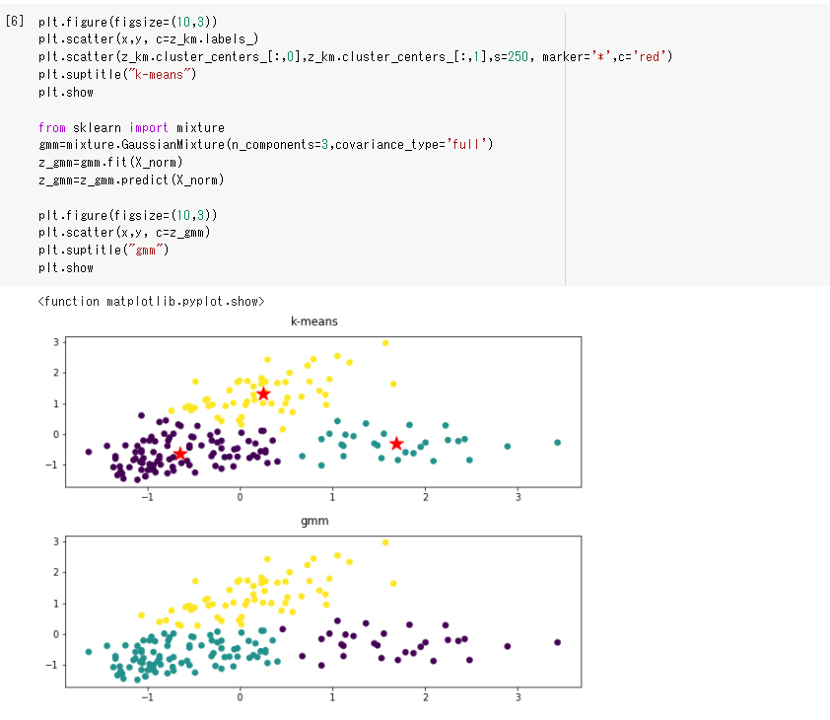 [6] plt.figure(figsize=(10,3))
plt.scatter(x,y, c=z_km.labels_)
plt.scatter(z_km.cluster_centers_[:,0],z_km.cluster_centers_[:,1],s=250, marker='*',c='red')
plt.suptitle("k-means")
plt.show
from sklearn import mixture
gmm=mixture.GaussianMixture(n_components=3,covariance_type='full')
z_gmm=gmm.fit(X_norm)
z_gmm=z_gmm.predict(X_norm)
plt.figure(figsize=(10,3))
plt.scatter(x,y, c=z_gmm)
plt.suptitle("gmm")
plt.show
<function matplotlib.pyplot.show>
k-means
3
2
1
0
−1
−1 0 1 2 3
gmm
3
2
1
0
−1
−1 0 1 2 3